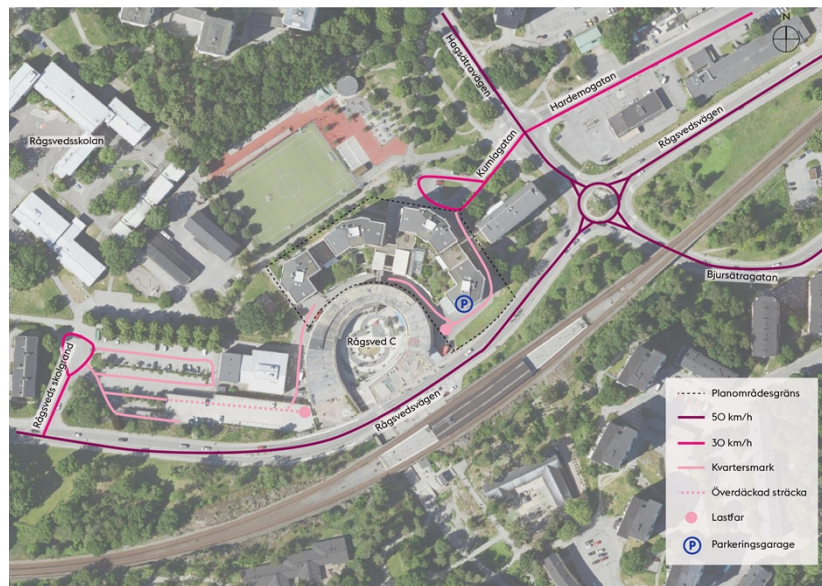 N
Hagsätravägen
Hardemogatan
Rågsvedsvägen
Kumlagatan
Rågsvedsskolan
Bjursätragatan
P
Rågsved C
Rågsveds skolgränd
Rågsvedsvägen
Planområdesgräns
50 km/h
30 km/h
Kvartersmark
Överdäckad sträcka
Lastfar
P Parkeringsgarage